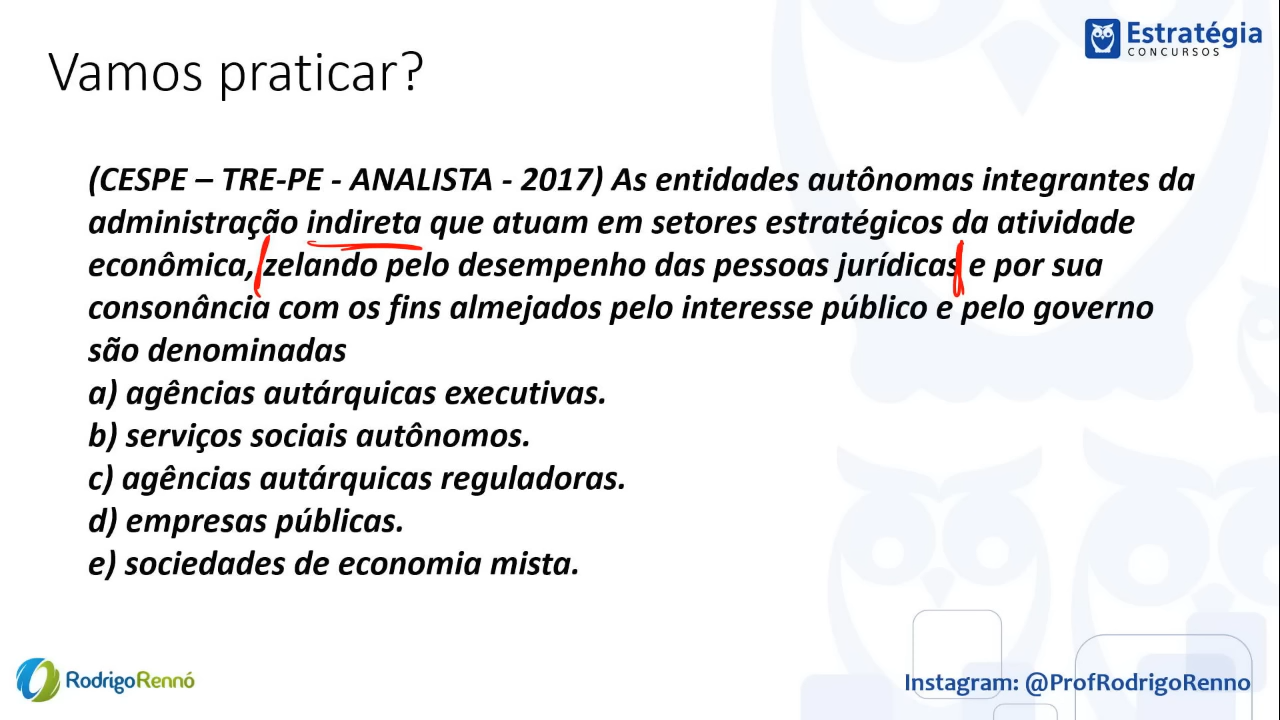 Vamos praticar?
Estratégia
CONCURSOS
(CESPE – TRE-PE - ANALISTA - 2017) As entidades autônomas integrantes da
administração indireta que atuam em setores estratégicos da atividade
econômica, zelando pelo desempenho das pessoas jurídicas e por sua
consonância com os fins almejados pelo interesse público e pelo governo
são denominadas
a) agências autárquicas executivas.
b) serviços sociais autônomos.
c) agências autárquicas reguladoras.
d) empresas públicas.
e) sociedades de economia mista.
RodrigoRennó
Instagram: @ProfRodrigoRenno